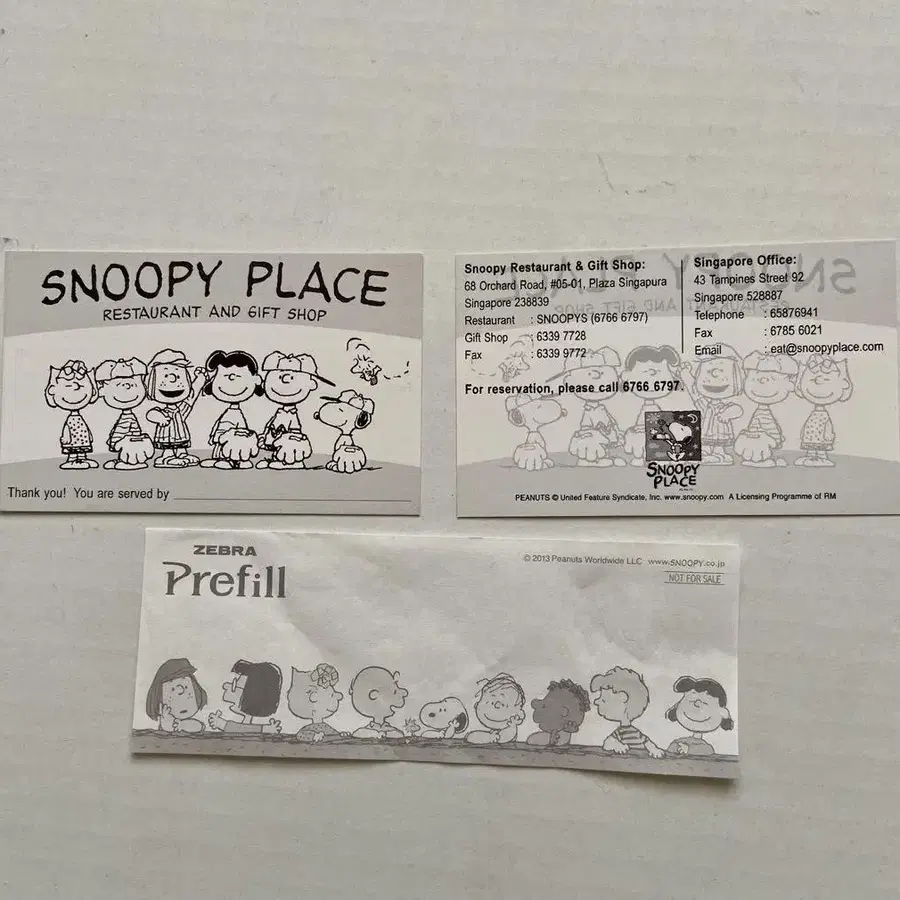 SNOOPY PLACE
RESTAURANT AND GIFT SHOP
Thank you! You are served by
Snoopy Restaurant & Gift Shop:
68 Orchard Road, #05-01, Plaza Singapura
Singapore 238839
Restaurant : SNOOPYS (6766 6797)
Gift Shop : 6339 7728
Fax : 6339 9772
Singapore Office:
43 Tampines Street 92
Singapore 528887
Telephone : 65876941
Fax : 6785 6021
Email : eat@snoopyplace.com
For reservation, please call 6766 6797.
SNOOPY
PLACE
PEANUTS © United Feature Syndicate, Inc. www.snoopy.com A Licensing Programme of RM
ZEBRA
Prefill
© 2013 Peanuts Worldwide LLC www.SNOOPY.co.jp
NOT FOR SALE